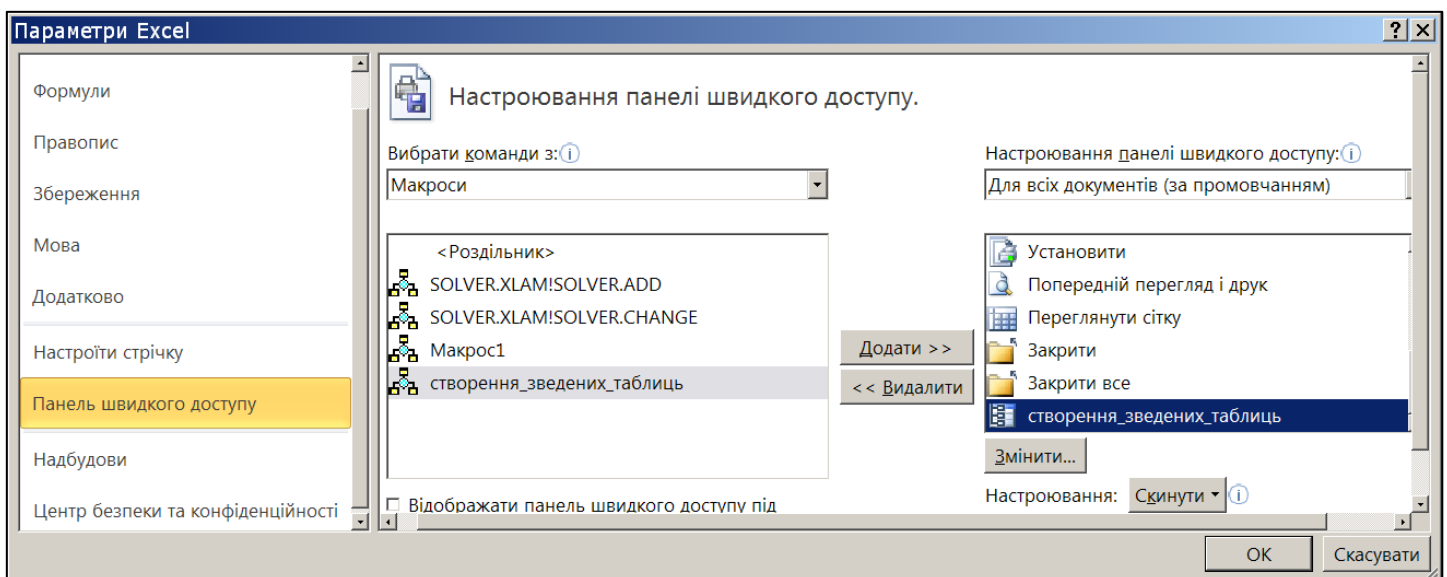 Параметри Excel
Формули
Правопис
Збереження
Мова
Додатково
Настроїти стрічку
Панель швидкого доступу
Надбудови
Центр безпеки та конфіденційності
Настроювання панелі швидкого доступу.
Вибрати команди з:
Макроси
<Роздільник>
SOLVER.XLAM!SOLVER.ADD
SOLVER.XLAM!SOLVER.CHANGE
Макрос1
створення_зведених_таблиць
Відображати панель швидкого доступу під
Додати >>
<< Видалити
Настроювання панелі швидкого доступу:
Для всіх документів (за промовчанням)
Установити
Попередній перегляд і друк
Переглянути сітку
Закрити
Закрити все
створення_зведених_таблиць
Змінити...
Настроювання: Скинути
ОК Скасувати